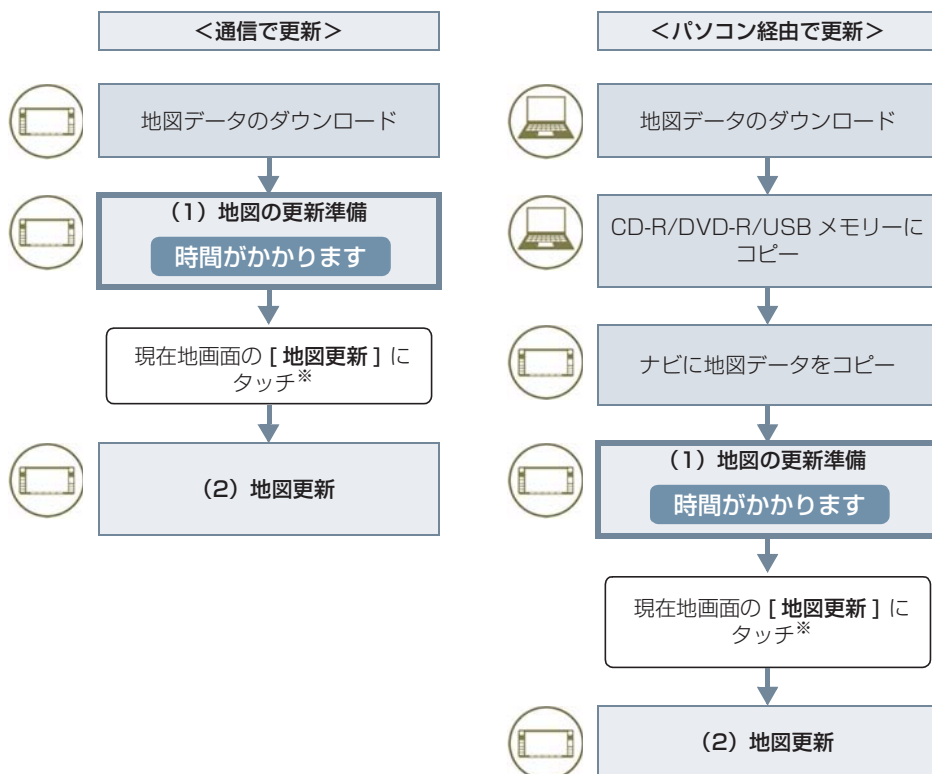 ＜通信で更新＞
地図データのダウンロード
（1）地図の更新準備
時間がかかります
現在地画面の [ 地図更新 ] に
タッチ※
（2）地図更新
＜パソコン経由で更新＞
地図データのダウンロード
CD-R/DVD-R/USB メモリーに
コピー
ナビに地図データをコピー
（1）地図の更新準備
時間がかかります
現在地画面の [ 地図更新 ] に
タッチ※
（2）地図更新